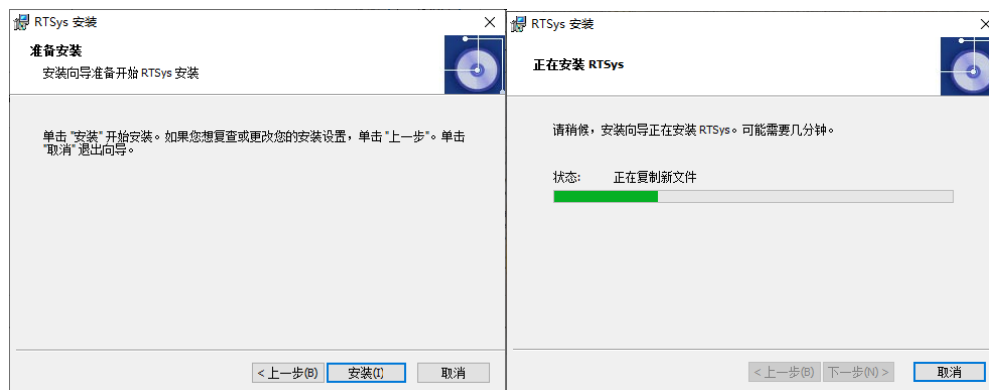 RTSys 安装
准备安装
安装向导准备开始 RTSys 安装
单击 "安装" 开始安装。如果您想复查或更改您的安装设置，单击 "上一步"。单击
"取消" 退出向导。
< 上一步(B)
安装(I)
取消
RTSys 安装
正在安装 RTSys
请稍候，安装向导正在安装 RTSys。可能需要几分钟。
状态: 正在复制新文件
< 上一步(B)
下一步(N) >
取消